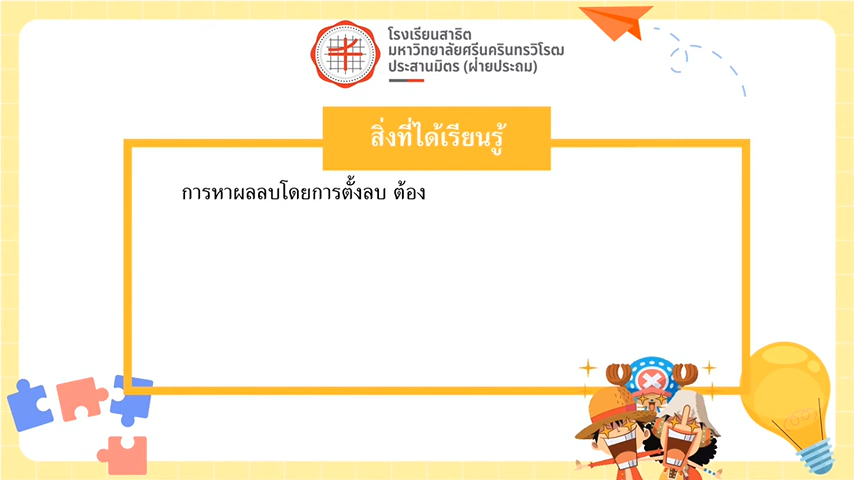 โรงเรียนสาธิต
มหาวิทยาลัยศรีนครินทรวิโรฒ
ประสานมิตร (ฝ่ายประถม)
สิ่งที่ได้เรียนรู้
การหาผลลบโดยการตั้งลบ ต้อง